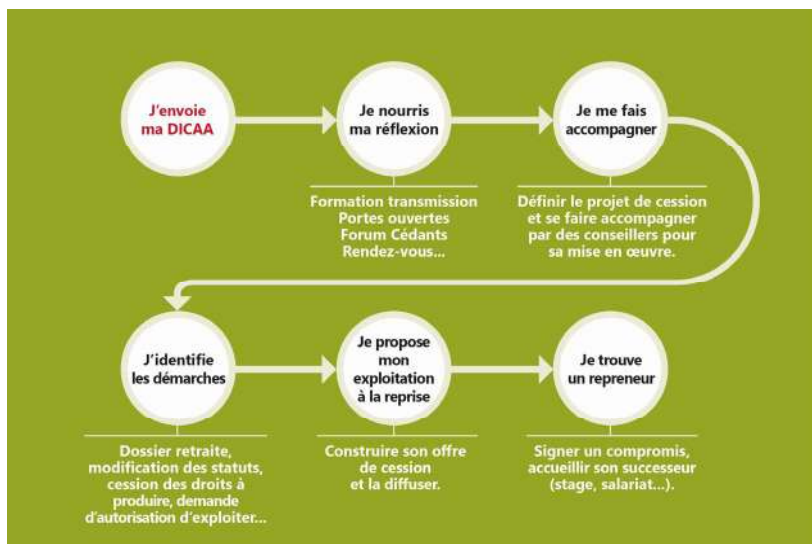 J'envoie
ma DICAA
Je nourris
ma réflexion
Je me fais
accompagner
Formation transmission
Portes ouvertes
Forum Cédants
Rendez-vous...
Définir le projet de cession
et se faire accompagner
par des conseillers pour
sa mise en œuvre.
J'identifie
les démarches
Je propose
mon
exploitation
à la reprise
Je trouve
un repreneur
Dossier retraite,
modification des statuts,
cession des droits à
produire, demande
d'autorisation d'exploiter...
Construire son offre
de cession
et la diffuser.
Signer un compromis,
accueillir son successeur
(stage, salariat...).